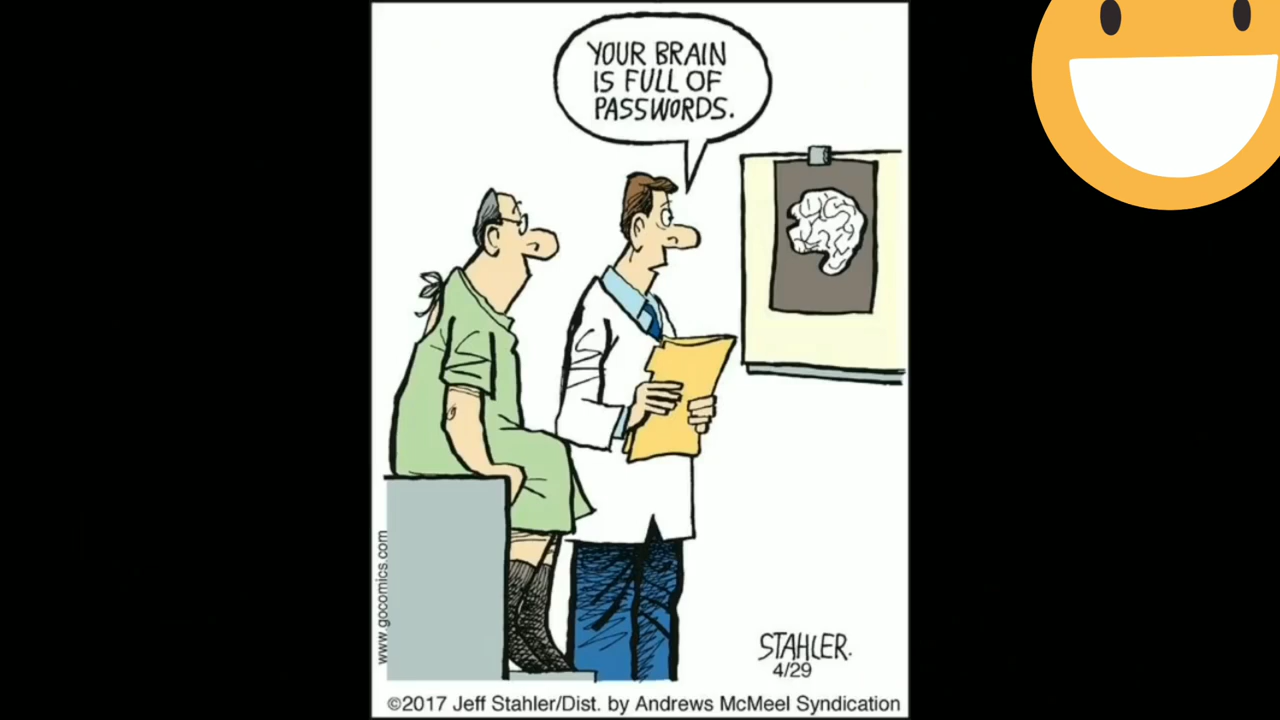 YOUR BRAIN
IS FULL OF
PASSWORDS.
www.gocomics.com
STAHLER.
4/29
©2017 Jeff Stahler/Dist. by Andrews McMeel Syndication